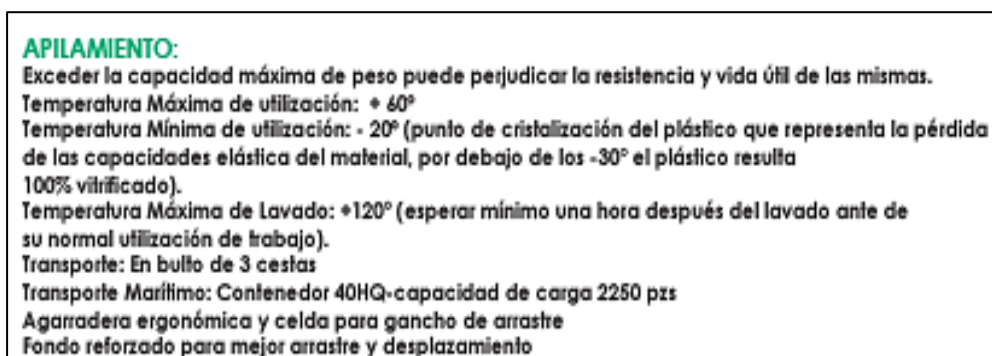 APILAMIENTO:
Exceder la capacidad máxima de peso puede perjudicar la resistencia y vida útil de las mismas.
Temperatura Máxima de utilización: + 60º
Temperatura Mínima de utilización: - 20º (punto de cristalización del plástico que representa la pérdida
de las capacidades elástica del material, por debajo de los -30º el plástico resulta
100% vitrificado).
Temperatura Máxima de Lavado: +120º (esperar mínimo una hora después del lavado ante de
su normal utilización de trabajo).
Transporte: En bulto de 3 cestas
Transporte Marítimo: Contenedor 40HQ-capacidad de carga 2250 pzs
Agarradera ergonómica y celda para gancho de arrastre
Fondo reforzado para mejor arrastre y desplazamiento